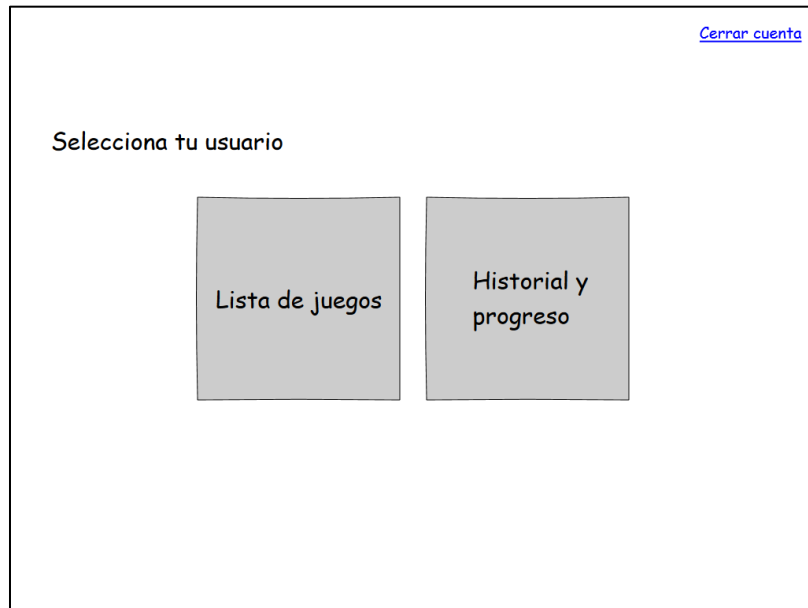 Cerrar cuenta
Selecciona tu usuario
Lista de juegos
Historial y
progreso